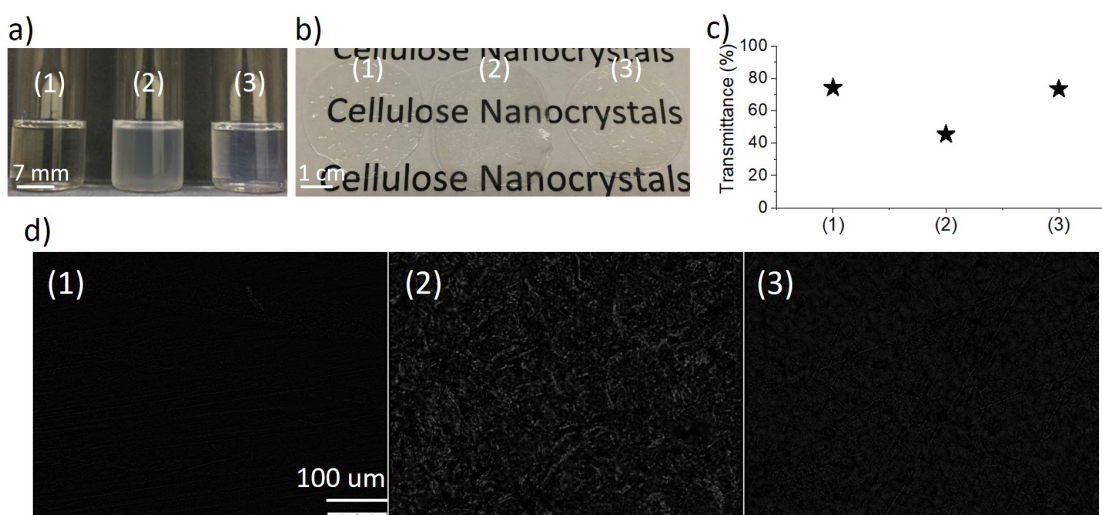 a)
(1) (2) (3)
7 mm
b)
Cellulose Nanocrystals
(1) (2) (3)
Cellulose Nanocrystals
1 cm
Cellulose Nanocrystals
c)
Transmittance (%)
100
80
60
40
20
0
(1) (2) (3)
d)
(1) (2) (3)
100 um